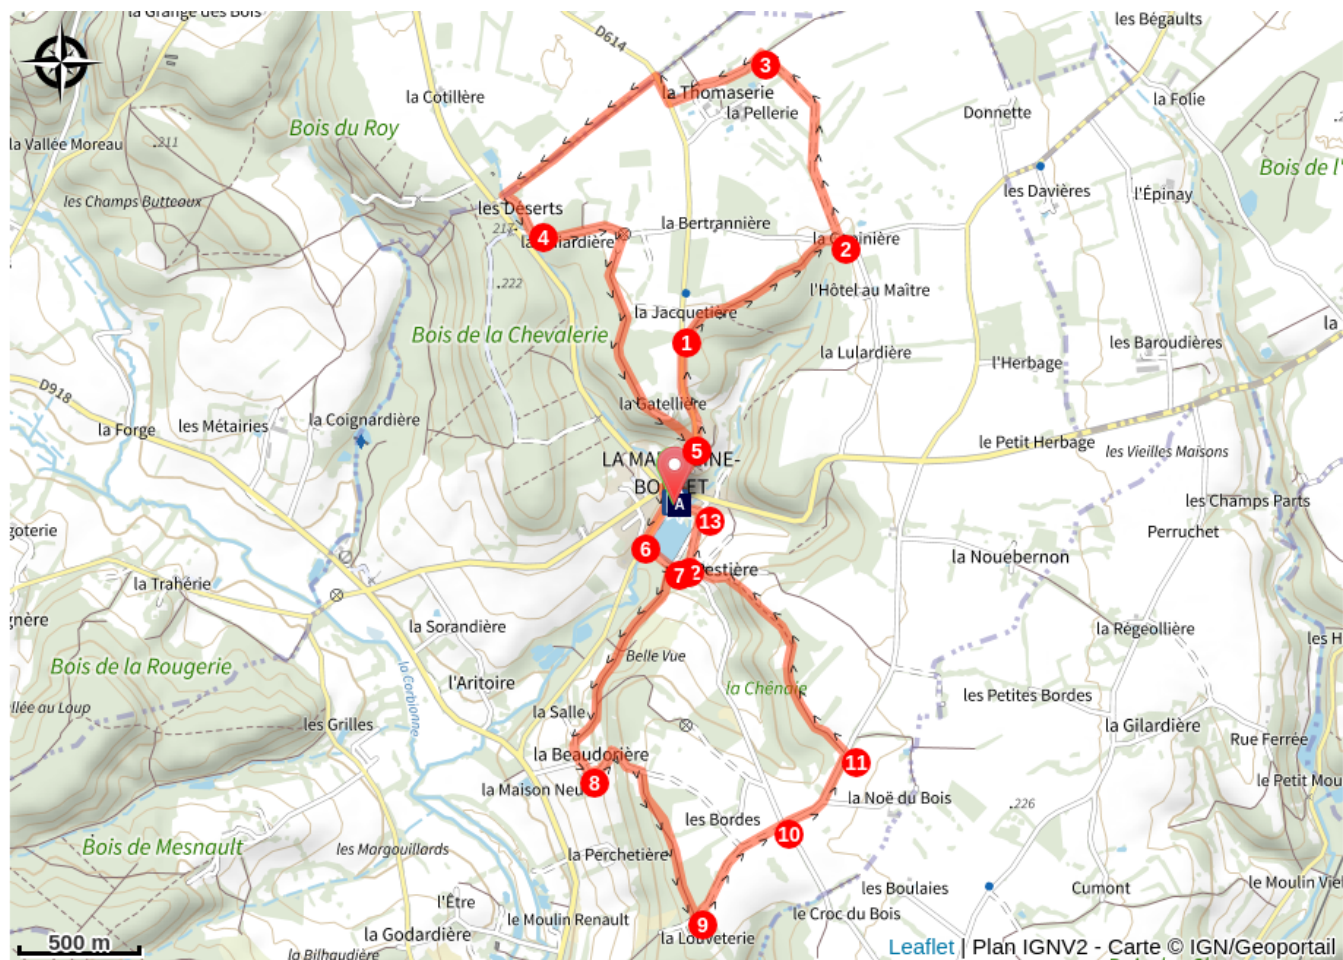 la Grange des Bois
les Bégaults
D614
3
la Cotillère
la Thomaserie
la Folie
la Pellerie
Donnette
Bois du Roy
.211
la Vallée Moreau
Bois de l'
les Davières
l'Épinay
les Champs Butteaux
les Déserts
la Bertrannière
217
4
2
l'Hôtel au Maître
.222
la Jacquetière
Bois de la Chevalerie
1
la
les Baroudières
la Lulardière
l'Herbage
D918
la Gatellière
la Coignardière
les Métairies
la Forge
le Petit Herbage
les Vieilles Maisons
5
LA MA
NE-
BO
ET
les Champs Parts
A
13
goterie
Perruchet
6
la Nouebernon
7
2
estière
la Trahérie
gnère
la Sorandière
la Régeollière
les H
Belle Vue
Bois de la Rougerie
la Corbionne
l'Aritoire
la Chênaie
les Petites Bordes
llée au Loup
la Salle
les Grilles
la Gilardière
Rue Ferrée
la Beaudorière
11
8
la Maison Neu
le Petit Mou
la Noë du Bois
.226
les Bordes
10
Bois de Mesnault
les Margouillards
la Perchetière
les Boulaies
Cumont
le Moulin Viel
l'Être
le Moulin Renault
9
le Croc du Bois
la Godardière
la Louveterie
500 m
la Bilhaudière
Leaflet | Plan IGNV2 - Carte © IGN/Geoportail